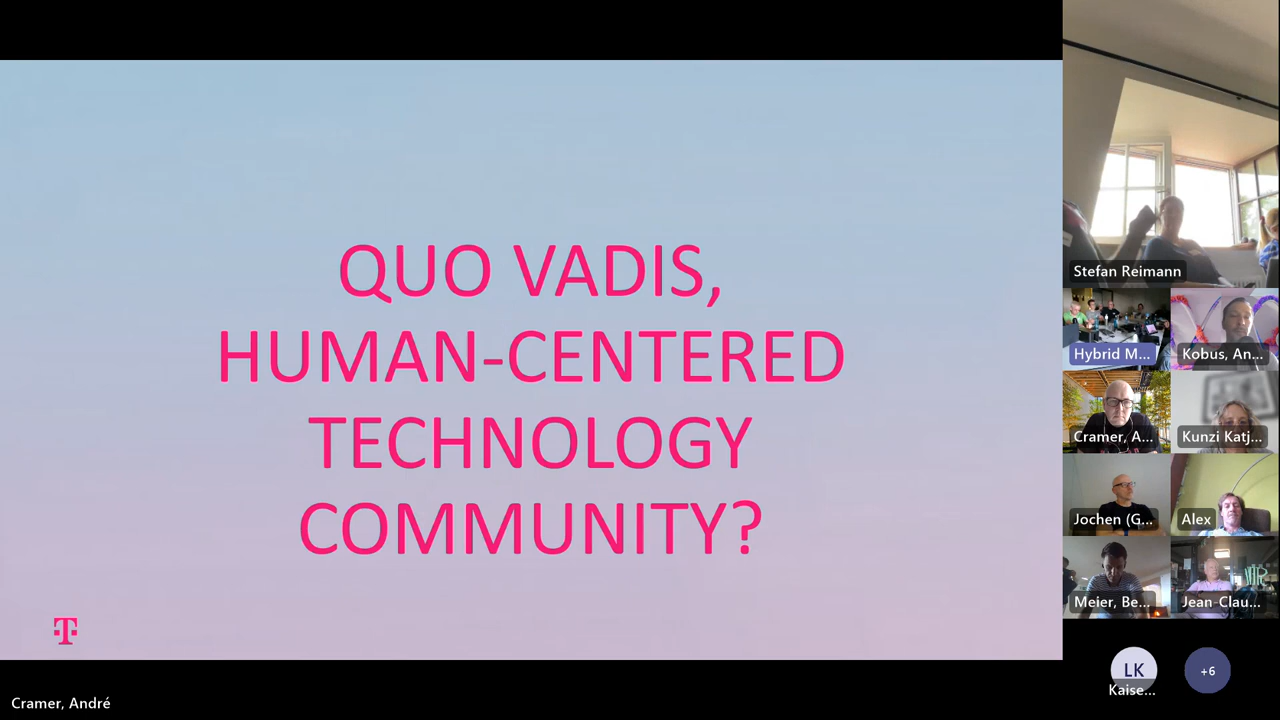 QUO VADIS,
HUMAN-CENTERED
TECHNOLOGY
COMMUNITY?
T
Cramer, André
Stefan Reimann
Hybrid M...
Kobus, An...
Cramer, A...
Kunzi Katj...
Jochen (G...
Alex
Meier, Be...
Jean-Clau...
LK
Kaise...
+6